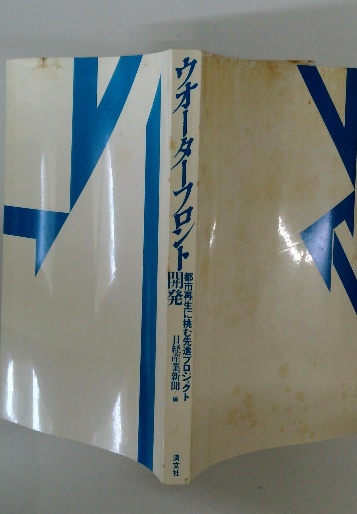 ウオーターフロント開発
都市再生に挑む先進プロジェクト
日経産業新聞 編
清文社